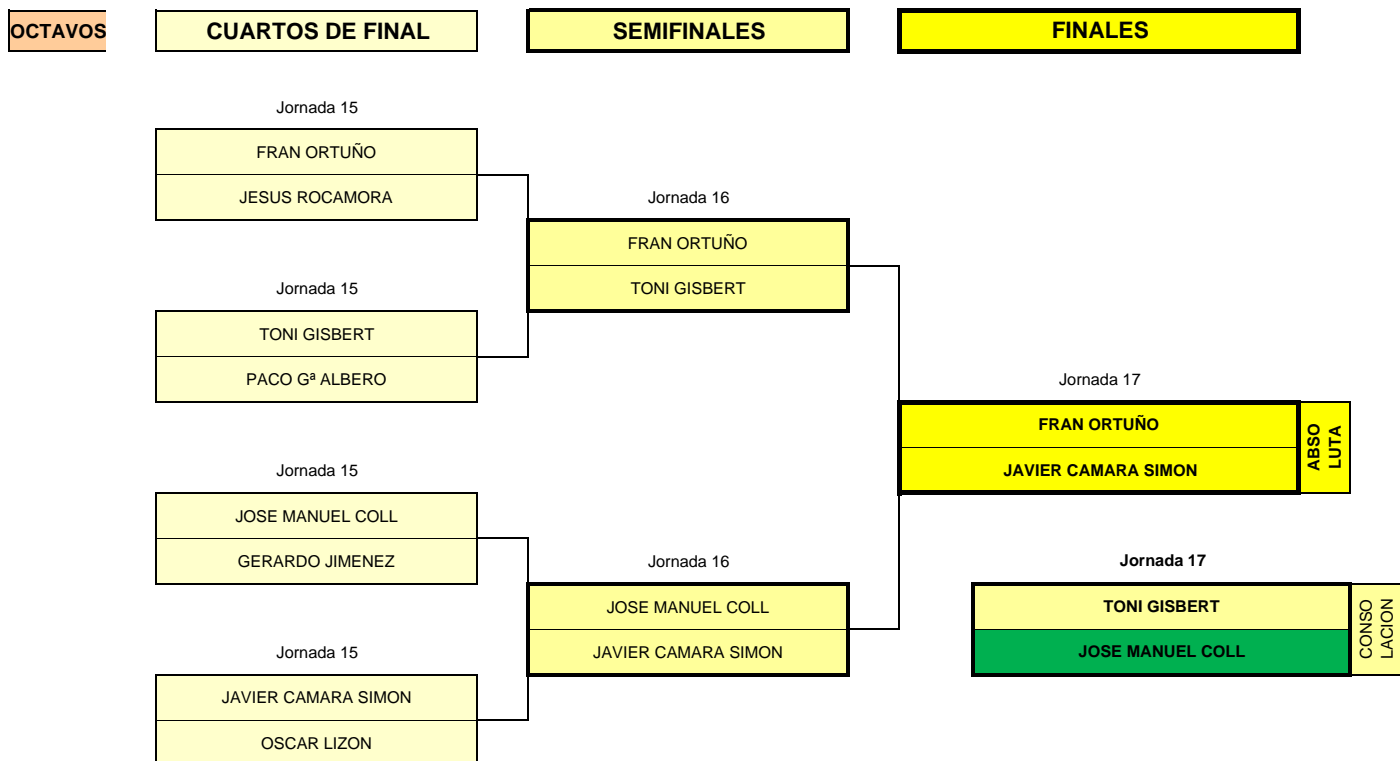 OCTAVOS
CUARTOS DE FINAL
SEMIFINALES
FINALES
Jornada 15
FRAN ORTUÑO
JESUS ROCAMORA
Jornada 15
TONI GISBERT
PACO Gª ALBERO
Jornada 15
JOSE MANUEL COLL
GERARDO JIMENEZ
Jornada 15
JAVIER CAMARA SIMON
OSCAR LIZON
Jornada 16
FRAN ORTUÑO
TONI GISBERT
Jornada 16
JOSE MANUEL COLL
JAVIER CAMARA SIMON
Jornada 17
FRAN ORTUÑO
JAVIER CAMARA SIMON
ABSO
LUTA
Jornada 17
TONI GISBERT
JOSE MANUEL COLL
CONSO
LACION